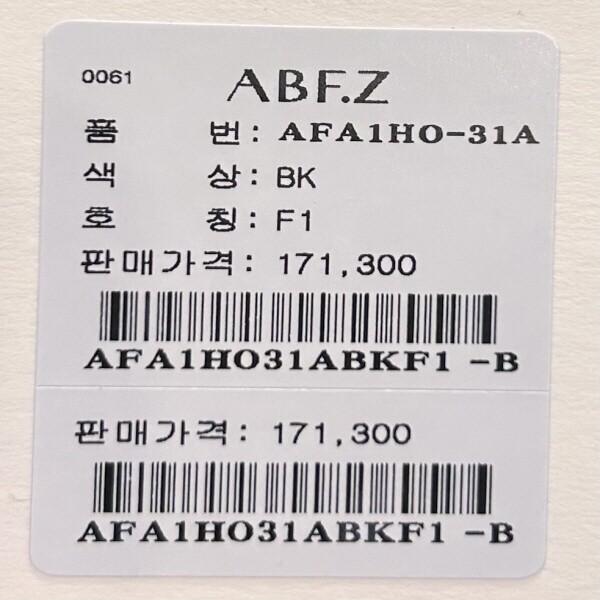 0061 ABF.Z
품 번: AFA1HO-31A
색 상: BK
호 칭: F1
판매가격: 171,300
AFA1HO31ABKF1 -B
판매가격: 171,300
AFA1HO31ABKF1 -B